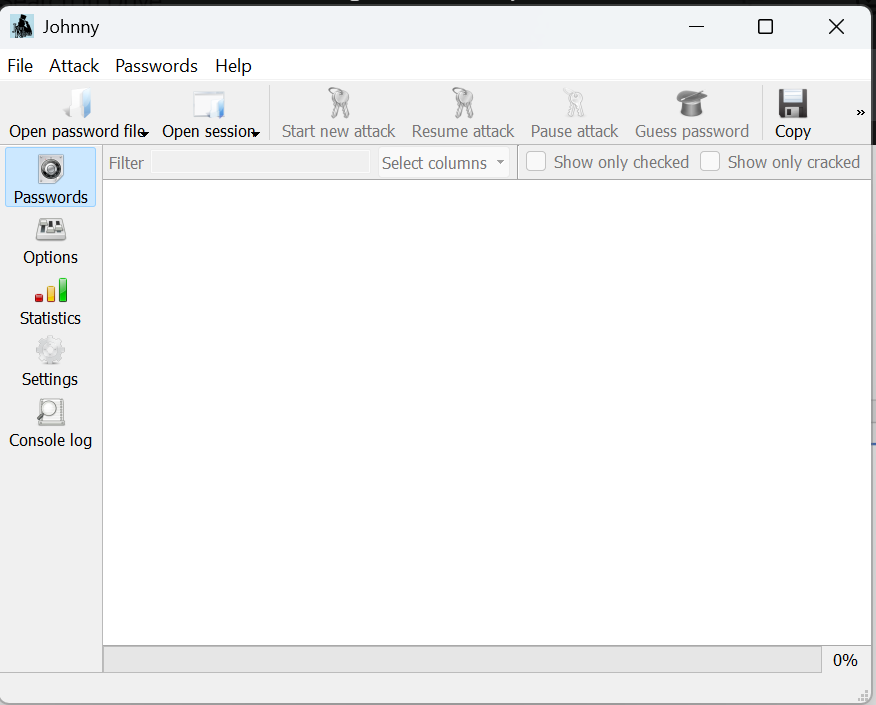 Johnny
File Attack Passwords Help
Open password file Open session Start new attack Resume attack Pause attack Guess password Copy »
Passwords Filter Select columns Show only checked Show only cracked
Options
Statistics
Settings
Console log
0%